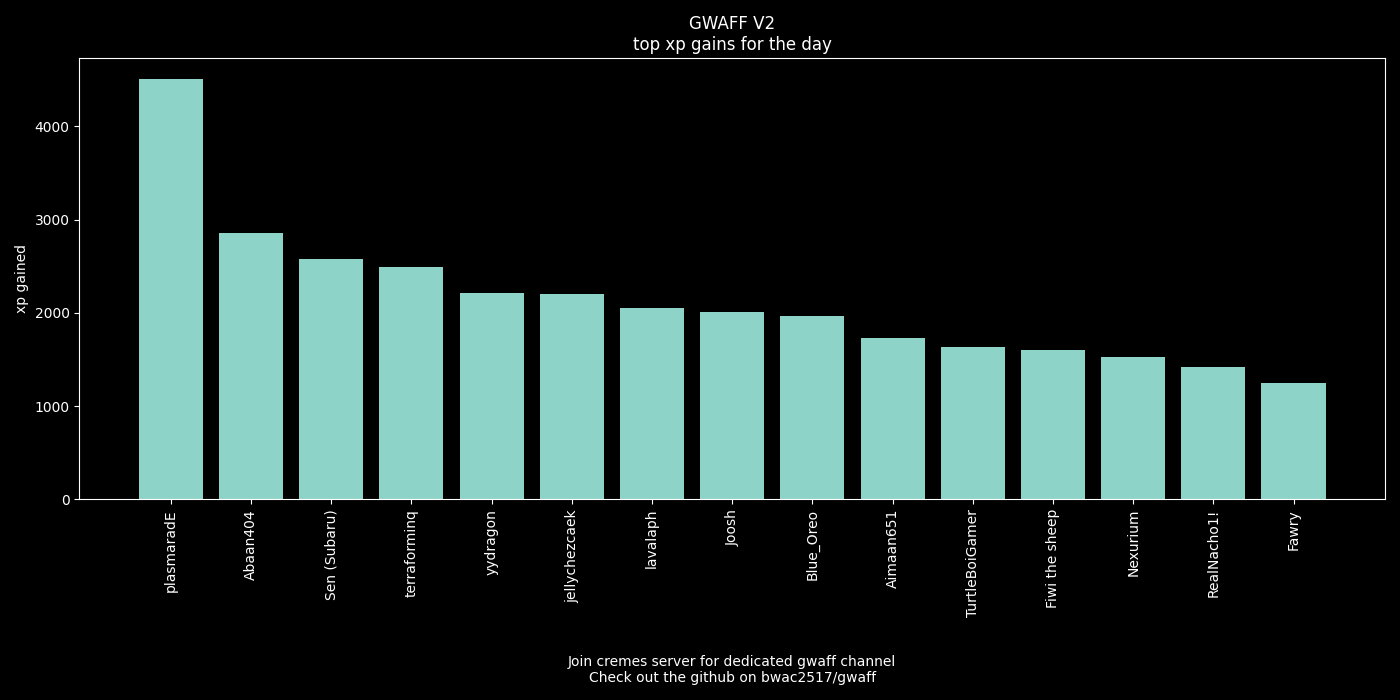 GWAFF V2
top xp gains for the day
xp gained
4000
3000
2000
1000
0
plasmaradE
Abaan404
Sen (Subaru)
terraforminq
yydragon
jellychezcaek
lavalaph
Joosh
Blue_Oreo
Aimaan651
TurtleBoiGamer
Fiwi the sheep
Nexurium
RealNacho1!
Fawry
Join cremes server for dedicated gwaff channel
Check out the github on bwac2517/gwaff